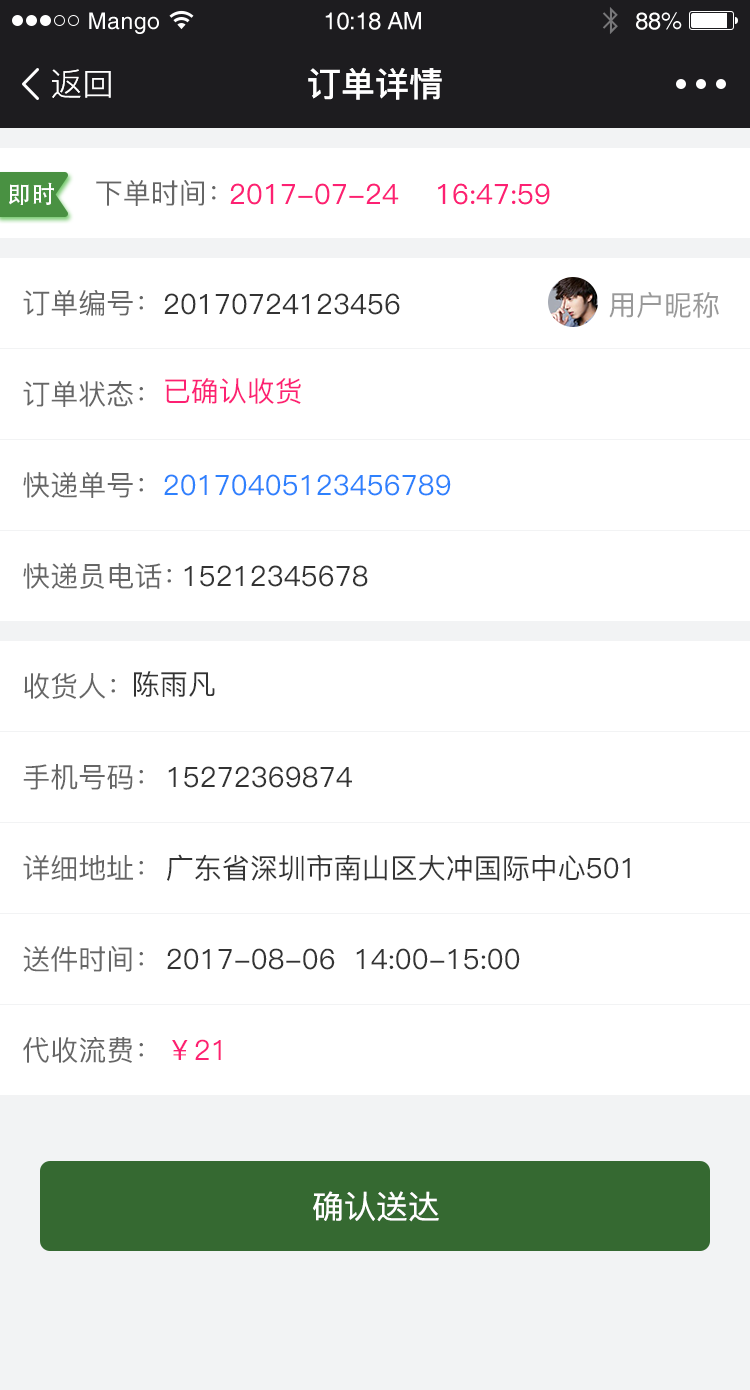 Mango 10:18 AM 88%
返回 订单详情
即时 下单时间：2017-07-24 16:47:59
订单编号：20170724123456 用户昵称
订单状态：已确认收货
快递单号：20170405123456789
快递员电话：15212345678
收货人：陈雨凡
手机号码：15272369874
详细地址：广东省深圳市南山区大冲国际中心501
送件时间：2017-08-06 14:00-15:00
代收流费：￥21
确认送达